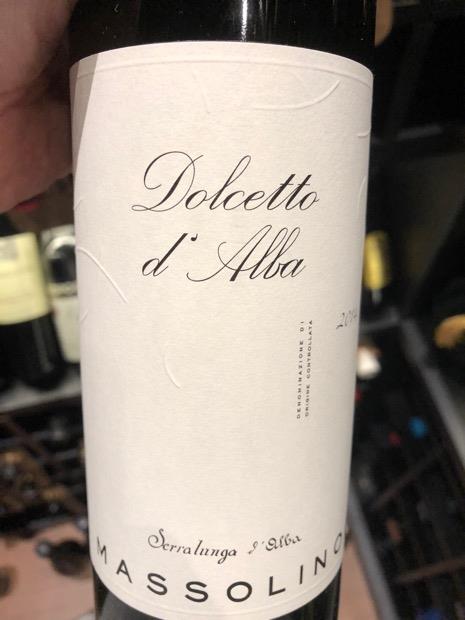 Dolcetto
d'Alba
DENOMINAZIONE DI
ORIGINE CONTROLLATA
Serralunga d'Alba
MASSOLINO